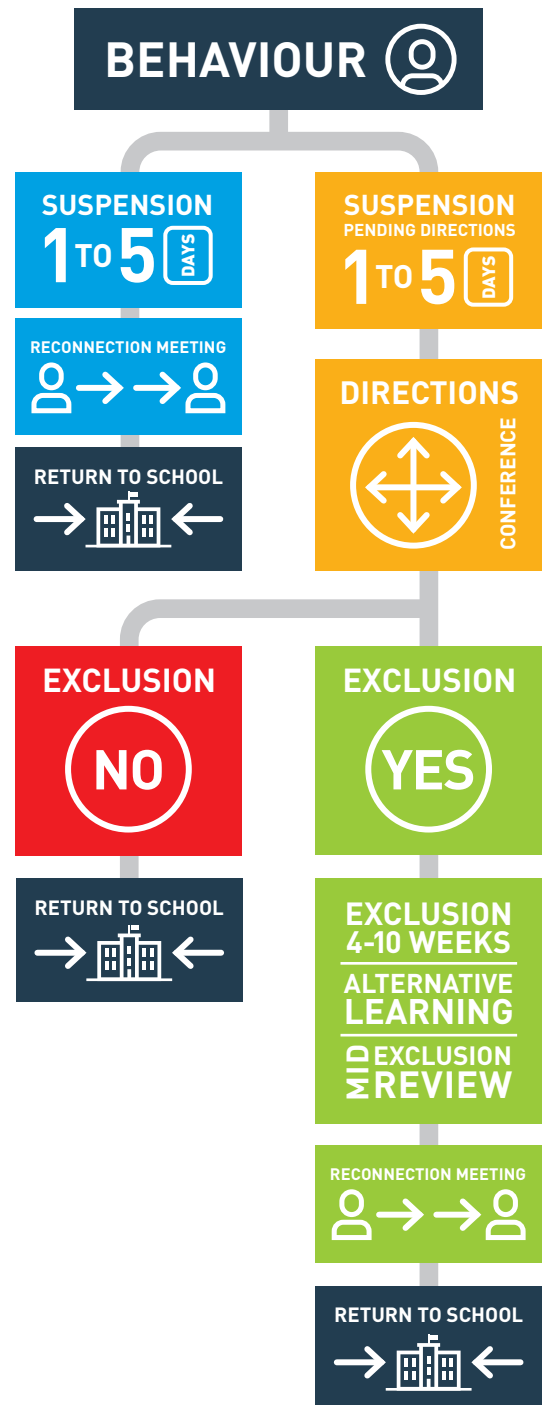 BEHAVIOUR
SUSPENSION
1 TO 5 DAYS
RECONNECTION MEETING
RETURN TO SCHOOL
SUSPENSION
PENDING DIRECTIONS
1 TO 5 DAYS
DIRECTIONS
CONFERENCE
EXCLUSION
NO
RETURN TO SCHOOL
EXCLUSION
YES
EXCLUSION
4-10 WEEKS
ALTERNATIVE
LEARNING
MID EXCLUSION
REVIEW
RECONNECTION MEETING
RETURN TO SCHOOL